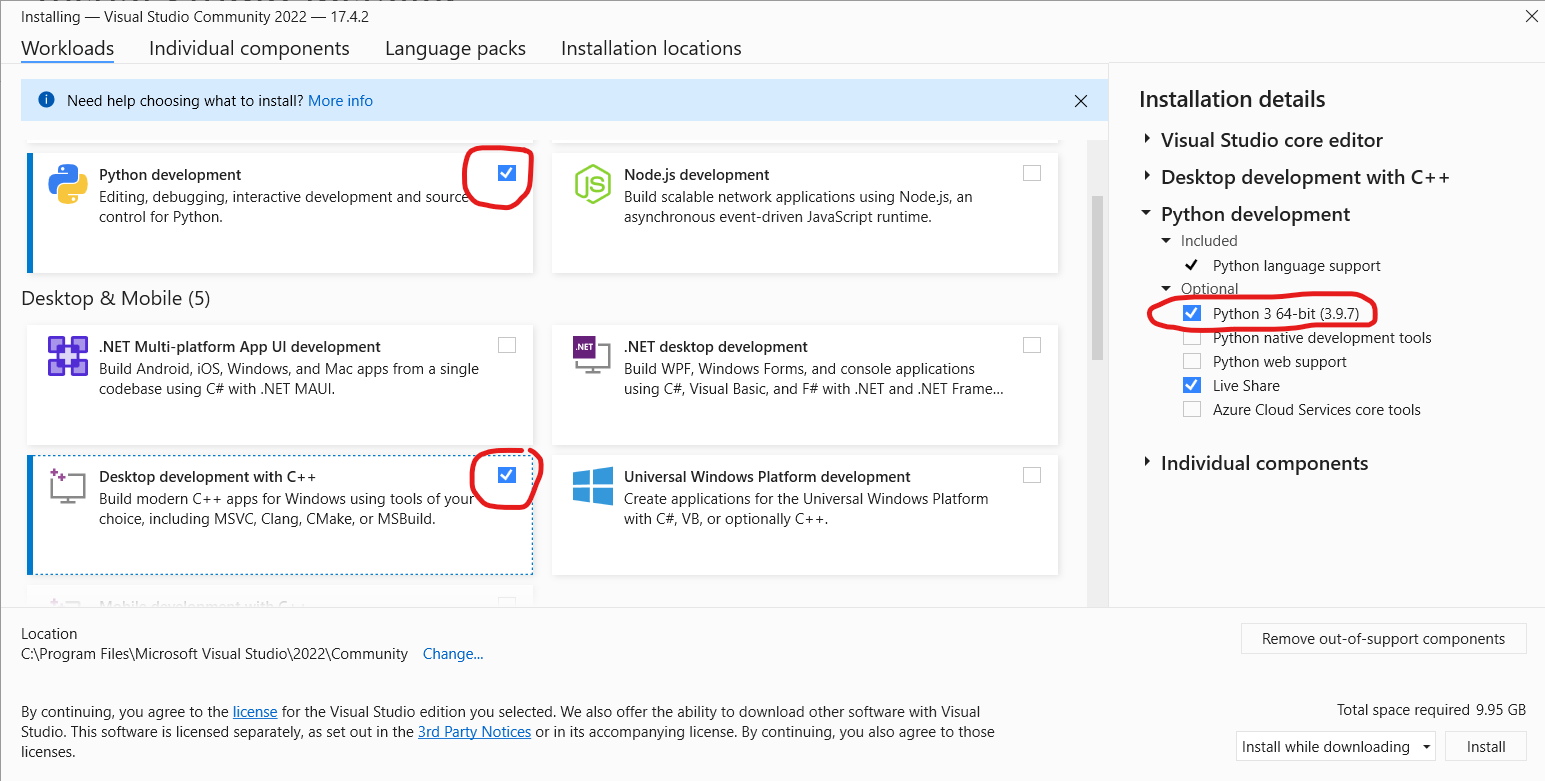 Installing — Visual Studio Community 2022 — 17.4.2
Workloads Individual components Language packs Installation locations
Need help choosing what to install? More info
Python development
Editing, debugging, interactive development and source
control for Python.
Node.js development
Build scalable network applications using Node.js, an
asynchronous event-driven JavaScript runtime.
Desktop & Mobile (5)
.NET Multi-platform App UI development
Build Android, iOS, Windows, and Mac apps from a single
codebase using C# with .NET MAUI.
.NET
.NET desktop development
Build WPF, Windows Forms, and console applications
using C#, Visual Basic, and F# with .NET and .NET Frame...
Desktop development with C++
Build modern C++ apps for Windows using tools of your
choice, including MSVC, Clang, CMake, or MSBuild.
Universal Windows Platform development
Create applications for the Universal Windows Platform
with C#, VB, or optionally C++.
Mobile development with C++
Installation details
Visual Studio core editor
Desktop development with C++
Python development
Included
Python language support
Optional
Python 3 64-bit (3.9.7)
Python native development tools
Python web support
Live Share
Azure Cloud Services core tools
Individual components
Location
C:\Program Files\Microsoft Visual Studio\2022\Community Change...
Remove out-of-support components
By continuing, you agree to the license for the Visual Studio edition you selected. We also offer the ability to download other software with Visual
Studio. This software is licensed separately, as set out in the 3rd Party Notices or in its accompanying license. By continuing, you also agree to those
licenses.
Total space required 9.95 GB
Install while downloading Install